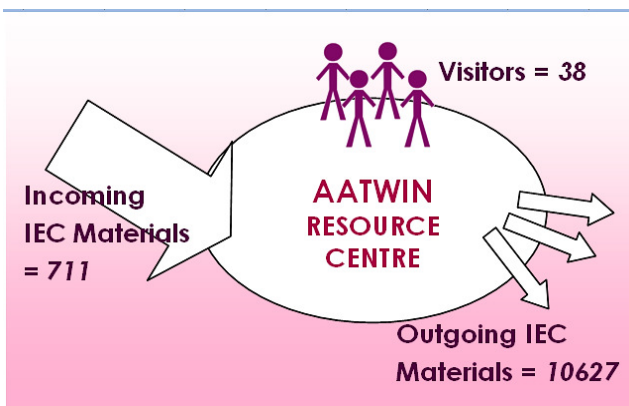 Visitors = 38
Incoming
IEC Materials
= 711
AATWIN
RESOURCE
CENTRE
Outgoing IEC
Materials = 10627